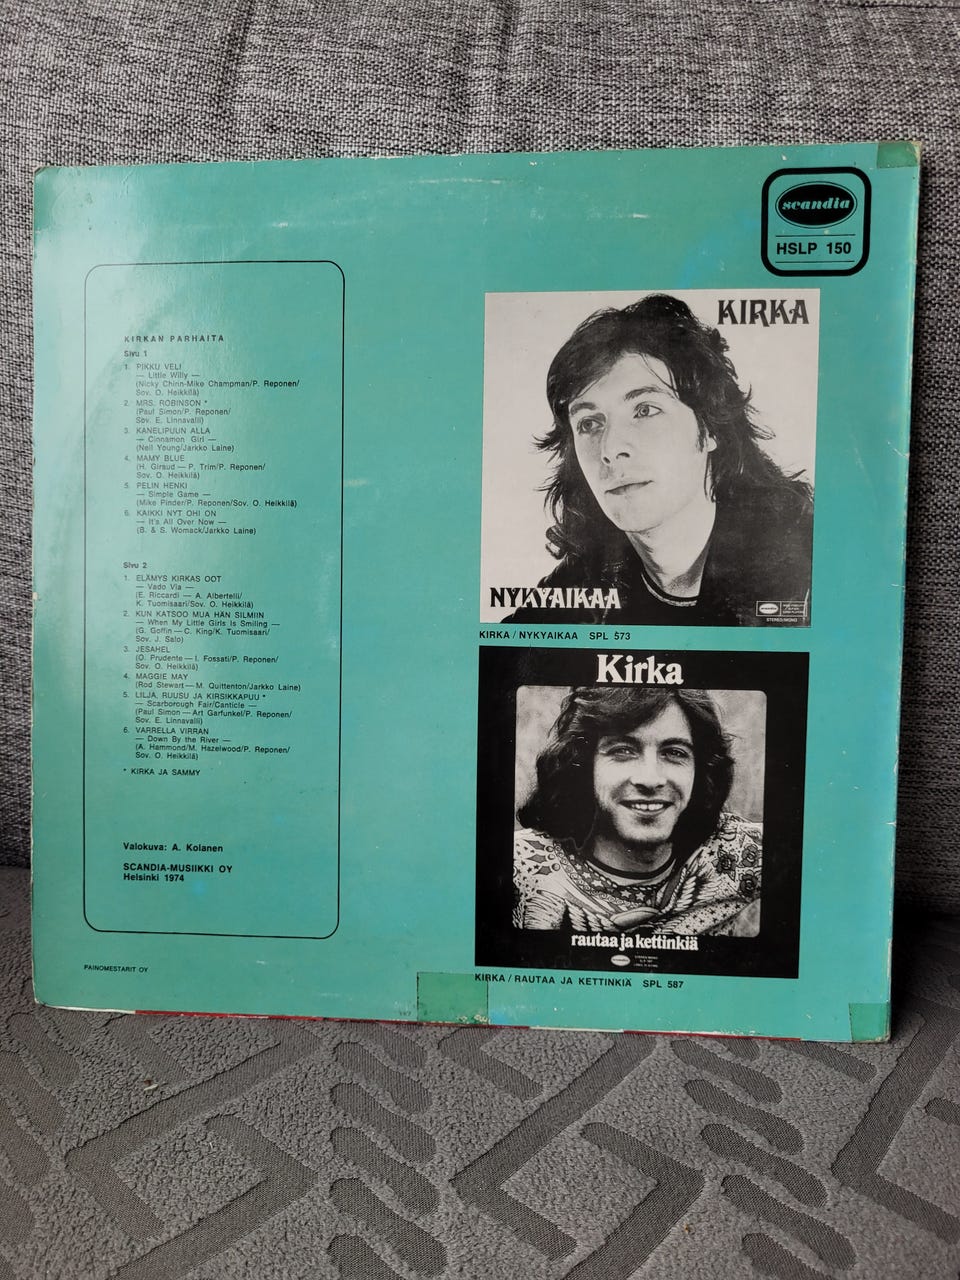 scandia
HSLP 150
KIRKAN PARHAITA
Sivu 1
1. PIKKU VELI
— Little Willy —
(Nicky Chinn-Mike Champman/P. Reponen/
Sov. O. Heikkilä)
2. MRS. ROBINSON *
(Paul Simon/P. Reponen/
Sov. E. Linnavalli)
3. KANELIPUUN ALLA
— Cinnamon Girl —
(Neil Young/Jarkko Laine)
4. MAMY BLUE
(H. Giraud — P. Trim/P. Reponen/
Sov. O. Heikkilä)
5. PELIN HENKI
— Simple Game —
(Mike Pinder/P. Reponen/Sov. O. Heikkilä)
6. KAIKKI NYT OHI ON
— It's All Over Now —
(B. & S. Womack/Jarkko Laine)
Sivu 2
1. ELÄMYS KIRKAS OOT
— Vado Via —
(E. Riccardi — A. Albertelli/
K. Tuomisaari/Sov. O. Heikkilä)
2. KUN KATSOO MUA HÄN SILMIIN
— When My Little Girls Is Smiling —
(G. Goffin — C. King/K. Tuomisaari/
Sov. J. Salo)
3. JESAHEL
(O. Prudente — I. Fossati/P. Reponen/
Sov. O. Heikkilä)
4. MAGGIE MAY
(Rod Stewart — M. Quittenton/Jarkko Laine)
5. LILJA, RUUSU JA KIRSIKKAPUU *
— Scarborough Fair/Canticle —
(Paul Simon — Art Garfunkel/P. Reponen/
Sov. E. Linnavalli)
6. VARRELLA VIRRAN
— Down By the River —
(A. Hammond/M. Hazelwood/P. Reponen/
Sov. O. Heikkilä)
* KIRKA JA SAMMY
Valokuva: A. Kolanen
SCANDIA-MUSIIKKI OY
Helsinki 1974
PAINOMESTARIT OY
KIRKA
NYKYAIKAA
scandia
STEREO/MONO
KIRKA / NYKYAIKAA SPL 573
Kirka
rautaa ja kettinkiä
KIRKA / RAUTAA JA KETTINKIÄ SPL 587